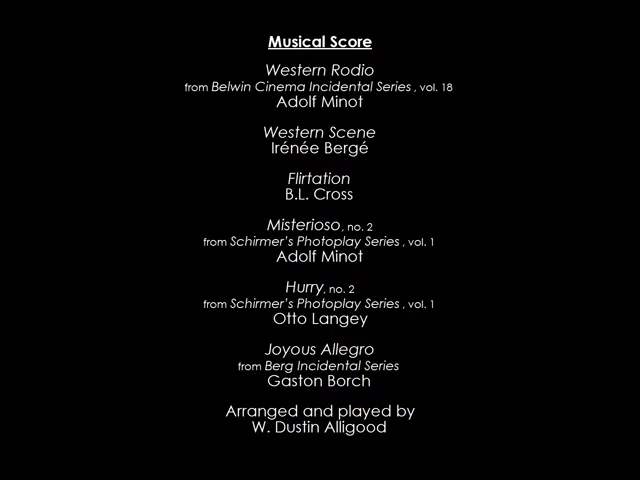 Musical Score
Western Rodio
from Belwin Cinema Incidental Series , vol. 18
Adolf Minot
Western Scene
Irénée Bergé
Flirtation
B.L. Cross
Misterioso, no. 2
from Schirmer's Photoplay Series , vol. 1
Adolf Minot
Hurry, no. 2
from Schirmer's Photoplay Series , vol. 1
Otto Langey
Joyous Allegro
from Berg Incidental Series
Gaston Borch
Arranged and played by
W. Dustin Alligood